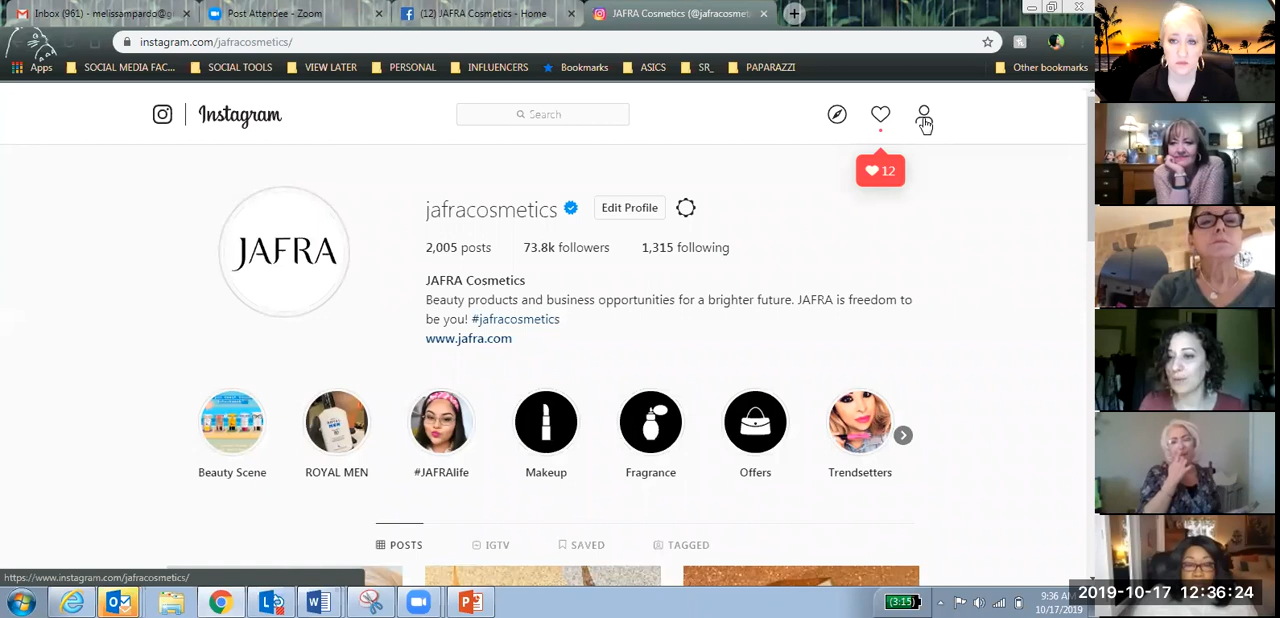 Inbox (961) - melissampardo@g
Post Attendee - Zoom
(12) JAFRA Cosmetics - Home
JAFRA Cosmetics (@jafracosmeti
instagram.com/jafracosmetics/
Apps
SOCIAL MEDIA FAC...
SOCIAL TOOLS
VIEW LATER
PERSONAL
INFLUENCERS
Bookmarks
ASICS
SR_
PAPARAZZI
Other bookmarks
Instagram
Search
12
JAFRA
jafracosmetics
Edit Profile
2,005 posts
73.8k followers
1,315 following
JAFRA Cosmetics
Beauty products and business opportunities for a brighter future. JAFRA is freedom to
be you! #jafracosmetics
www.jafra.com
Beauty Scene
ROYAL MEN
#JAFRAlife
Makeup
Fragrance
Offers
Trendsetters
POSTS
IGTV
SAVED
TAGGED
https://www.instagram.com/jafracosmetics/
(3:15)
9:36 AM
10/17/2019
2019-10-17 12:36:24